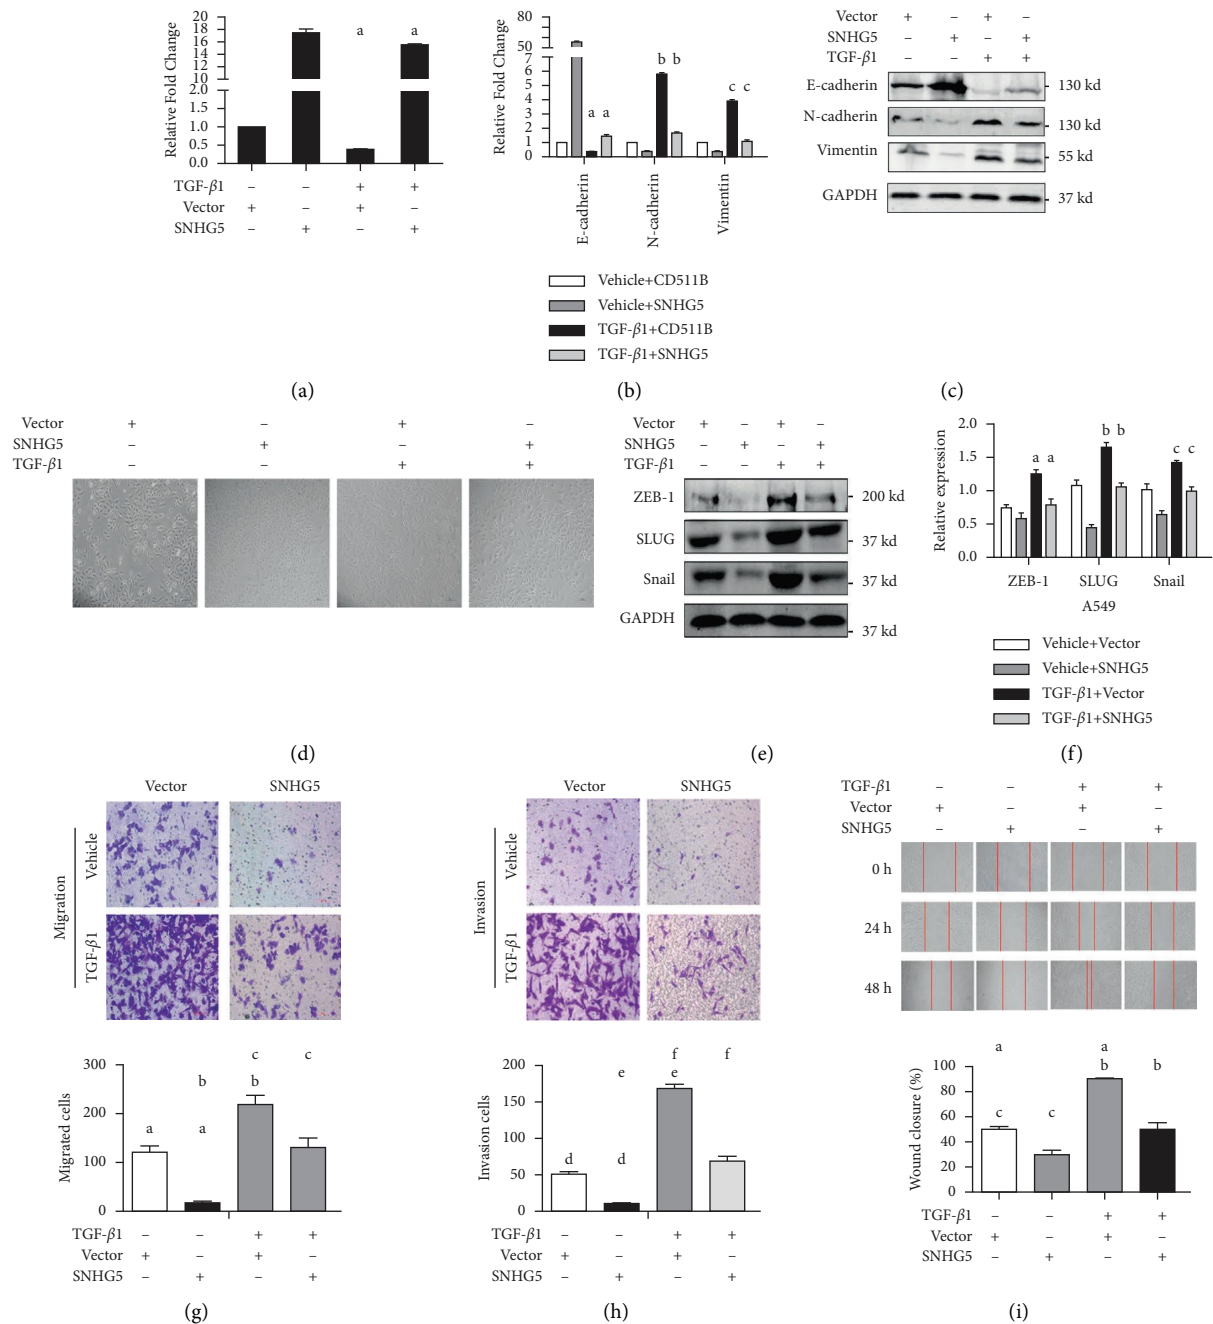 Relative Fold Change
20
18
16
14
12
10
2.0
1.5
1.0
0.5
0.0
a a
TGF-β1 – – + +
Vector + – + –
SNHG5 – + – +
(a)
Relative Fold Change
80
50
7
6
5
4
3
2
1
0
a a b b c c
E-cadherin
N-cadherin
Vimentin
Vehicle+CD511B
Vehicle+SNHG5
TGF-β1+CD511B
TGF-β1+SNHG5
(b)
Vector + – + –
SNHG5 – + – +
TGF-β1 – – + +
E-cadherin 130 kd
N-cadherin 130 kd
Vimentin 55 kd
GAPDH 37 kd
(c)
Vector + – + –
SNHG5 – + – +
TGF-β1 – – + +
(d)
Vector + – + –
SNHG5 – + – +
TGF-β1 – – + +
ZEB-1 200 kd
SLUG 37 kd
Snail 37 kd
GAPDH 37 kd
(e)
Relative expression
2.0
1.5
1.0
0.5
0.0
a a b b c c
ZEB-1 SLUG Snail
A549
Vehicle+Vector
Vehicle+SNHG5
TGF-β1+Vector
TGF-β1+SNHG5
(f)
Vector SNHG5
Migration
Vehicle
TGF-β1
Migrated cells
300
200
100
0
c c
b b
a a
TGF-β1 – – + +
Vector + – + –
SNHG5 – + – +
(g)
Vector SNHG5
Invasion
Vehicle
TGF-β1
Invasion cells
200
150
100
50
0
f f
e e
d d
TGF-β1 – – + +
Vector + – + –
SNHG5 – + – +
(h)
TGF-β1 – – + +
Vector + – + –
SNHG5 – + – +
0 h
24 h
48 h
Wound closure (%)
100
80
60
40
20
0
a a
b b
c c
TGF-β1 – – + +
Vector + – + –
SNHG5 – + – +
(i)